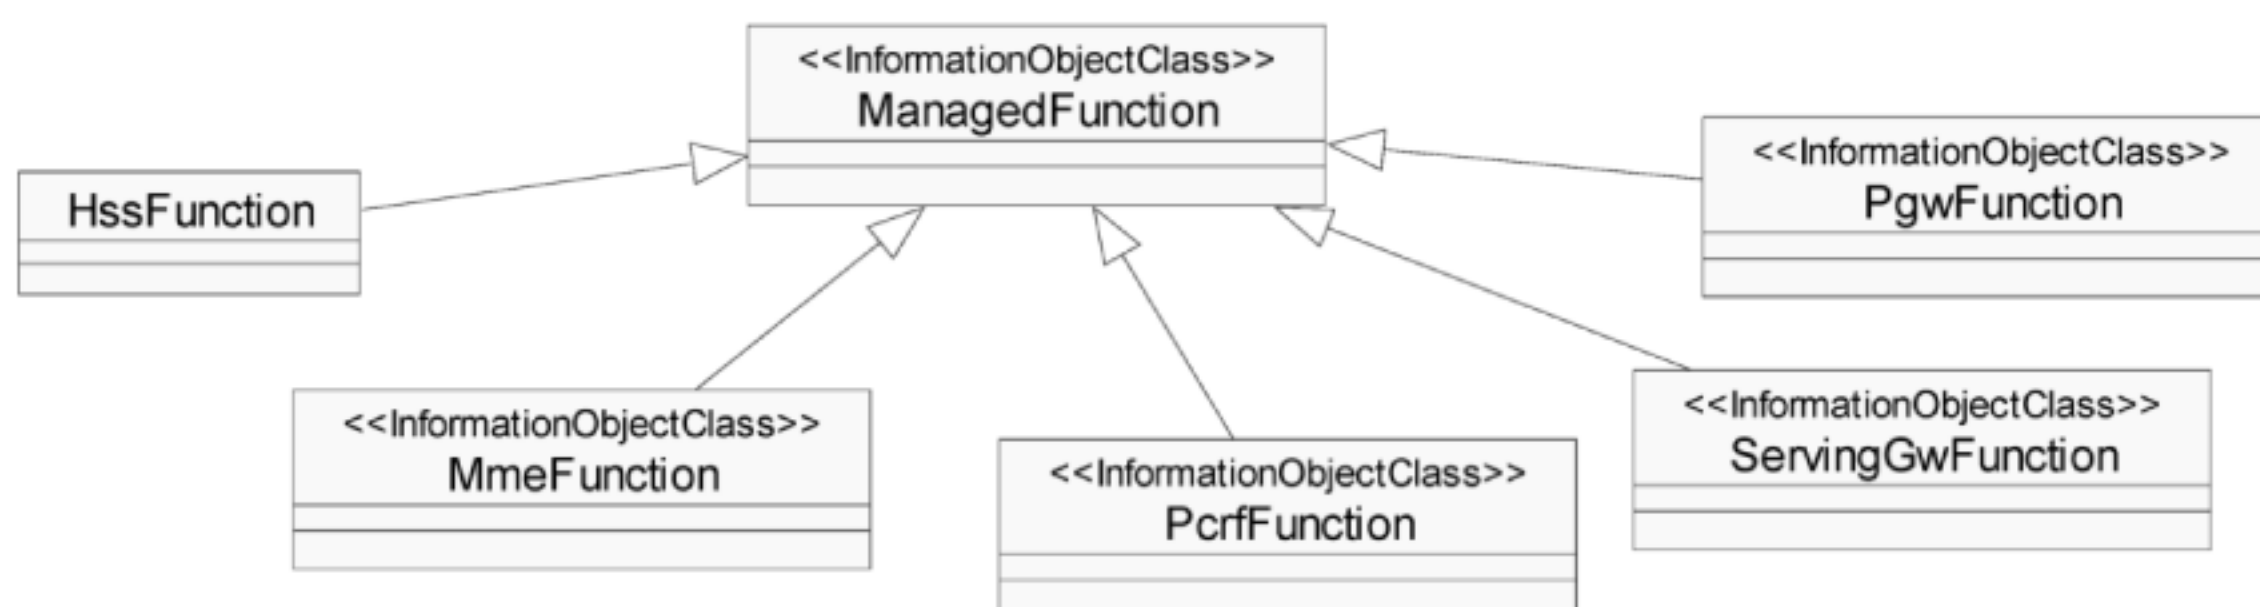 <<InformationObjectClass>>
ManagedFunction
<<InformationObjectClass>>
PgwFunction
HssFunction
<<InformationObjectClass>>
MmeFunction
<<InformationObjectClass>>
PcrfFunction
<<InformationObjectClass>>
ServingGwFunction